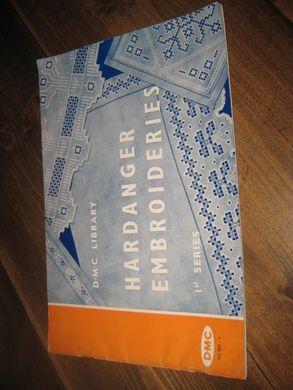 D·M·C LIBRARY
HARDANGER
EMBROIDERIES
1st SERIES
DMC